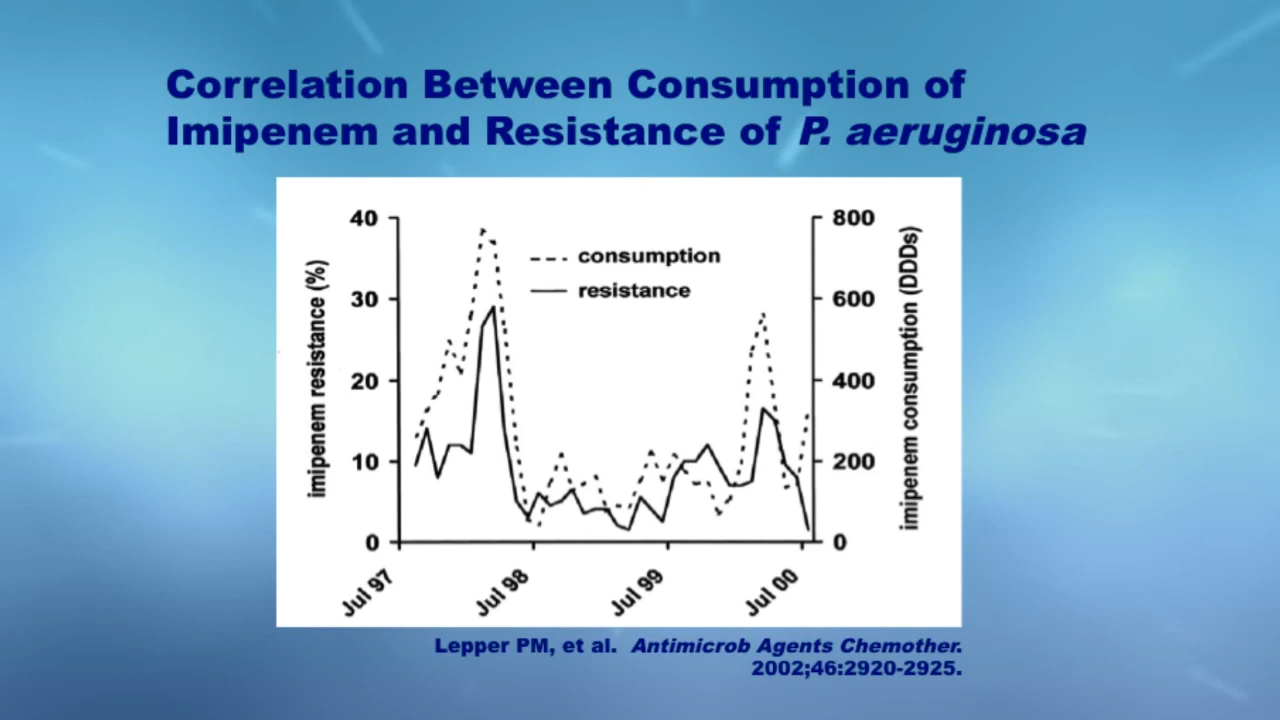 Correlation Between Consumption of
Imipenem and Resistance of P. aeruginosa
40
30
20
10
0
imipenem resistance (%)
consumption
resistance
800
600
400
200
0
imipenem consumption (DDDs)
Jul 97
Jul 98
Jul 99
Jul 00
Lepper PM, et al. Antimicrob Agents Chemother.
2002;46:2920-2925.